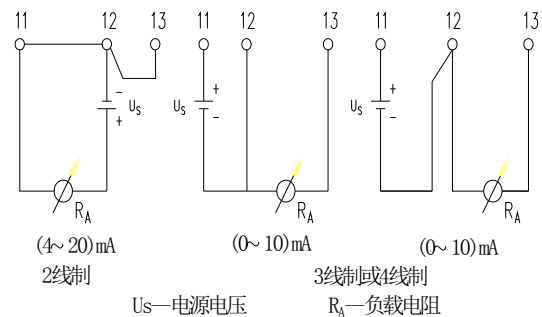 11 12 13 11 12 13 11 12 13
- + +
Us Us Us
+ - -
RA RA RA
(4~20)mA (0~10)mA (0~10)mA
2线制 3线制或4线制
Us—电源电压 RA—负载电阻